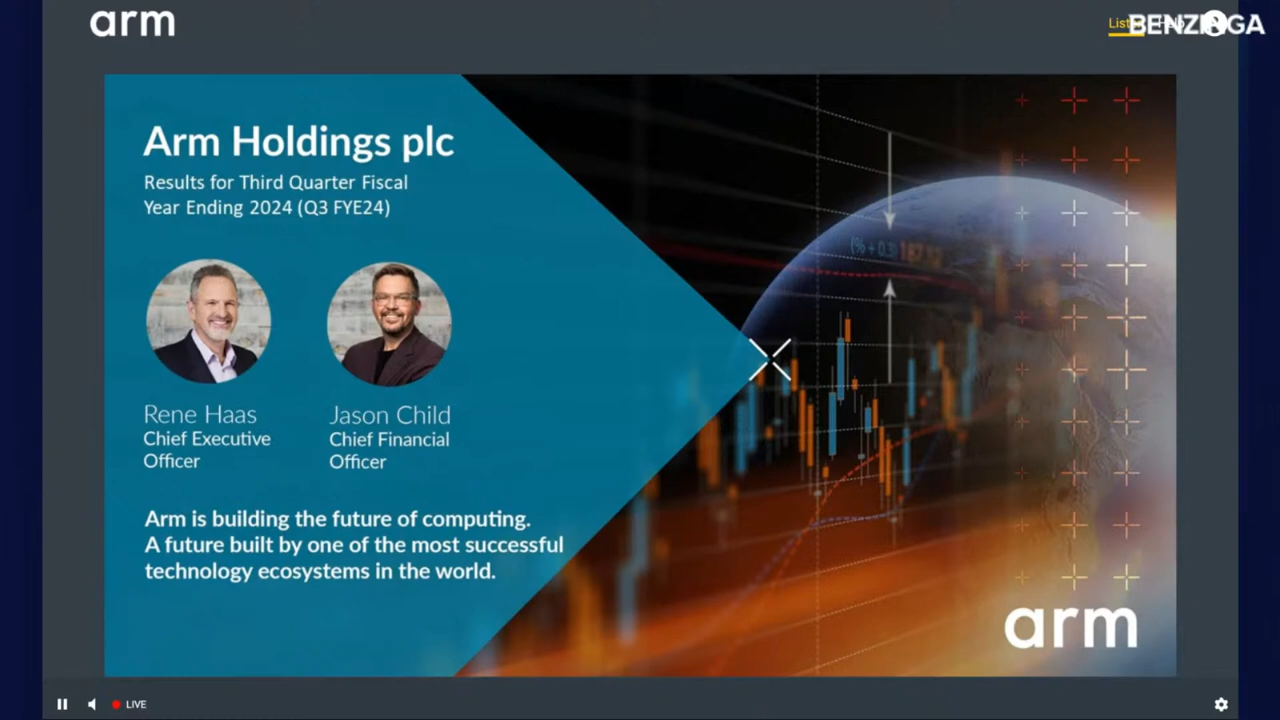 arm
BENZINGA
Arm Holdings plc
Results for Third Quarter Fiscal
Year Ending 2024 (Q3 FYE24)
(% + 0.3)
Rene Haas
Chief Executive
Officer
Jason Child
Chief Financial
Officer
Arm is building the future of computing.
A future built by one of the most successful
technology ecosystems in the world.
arm
LIVE